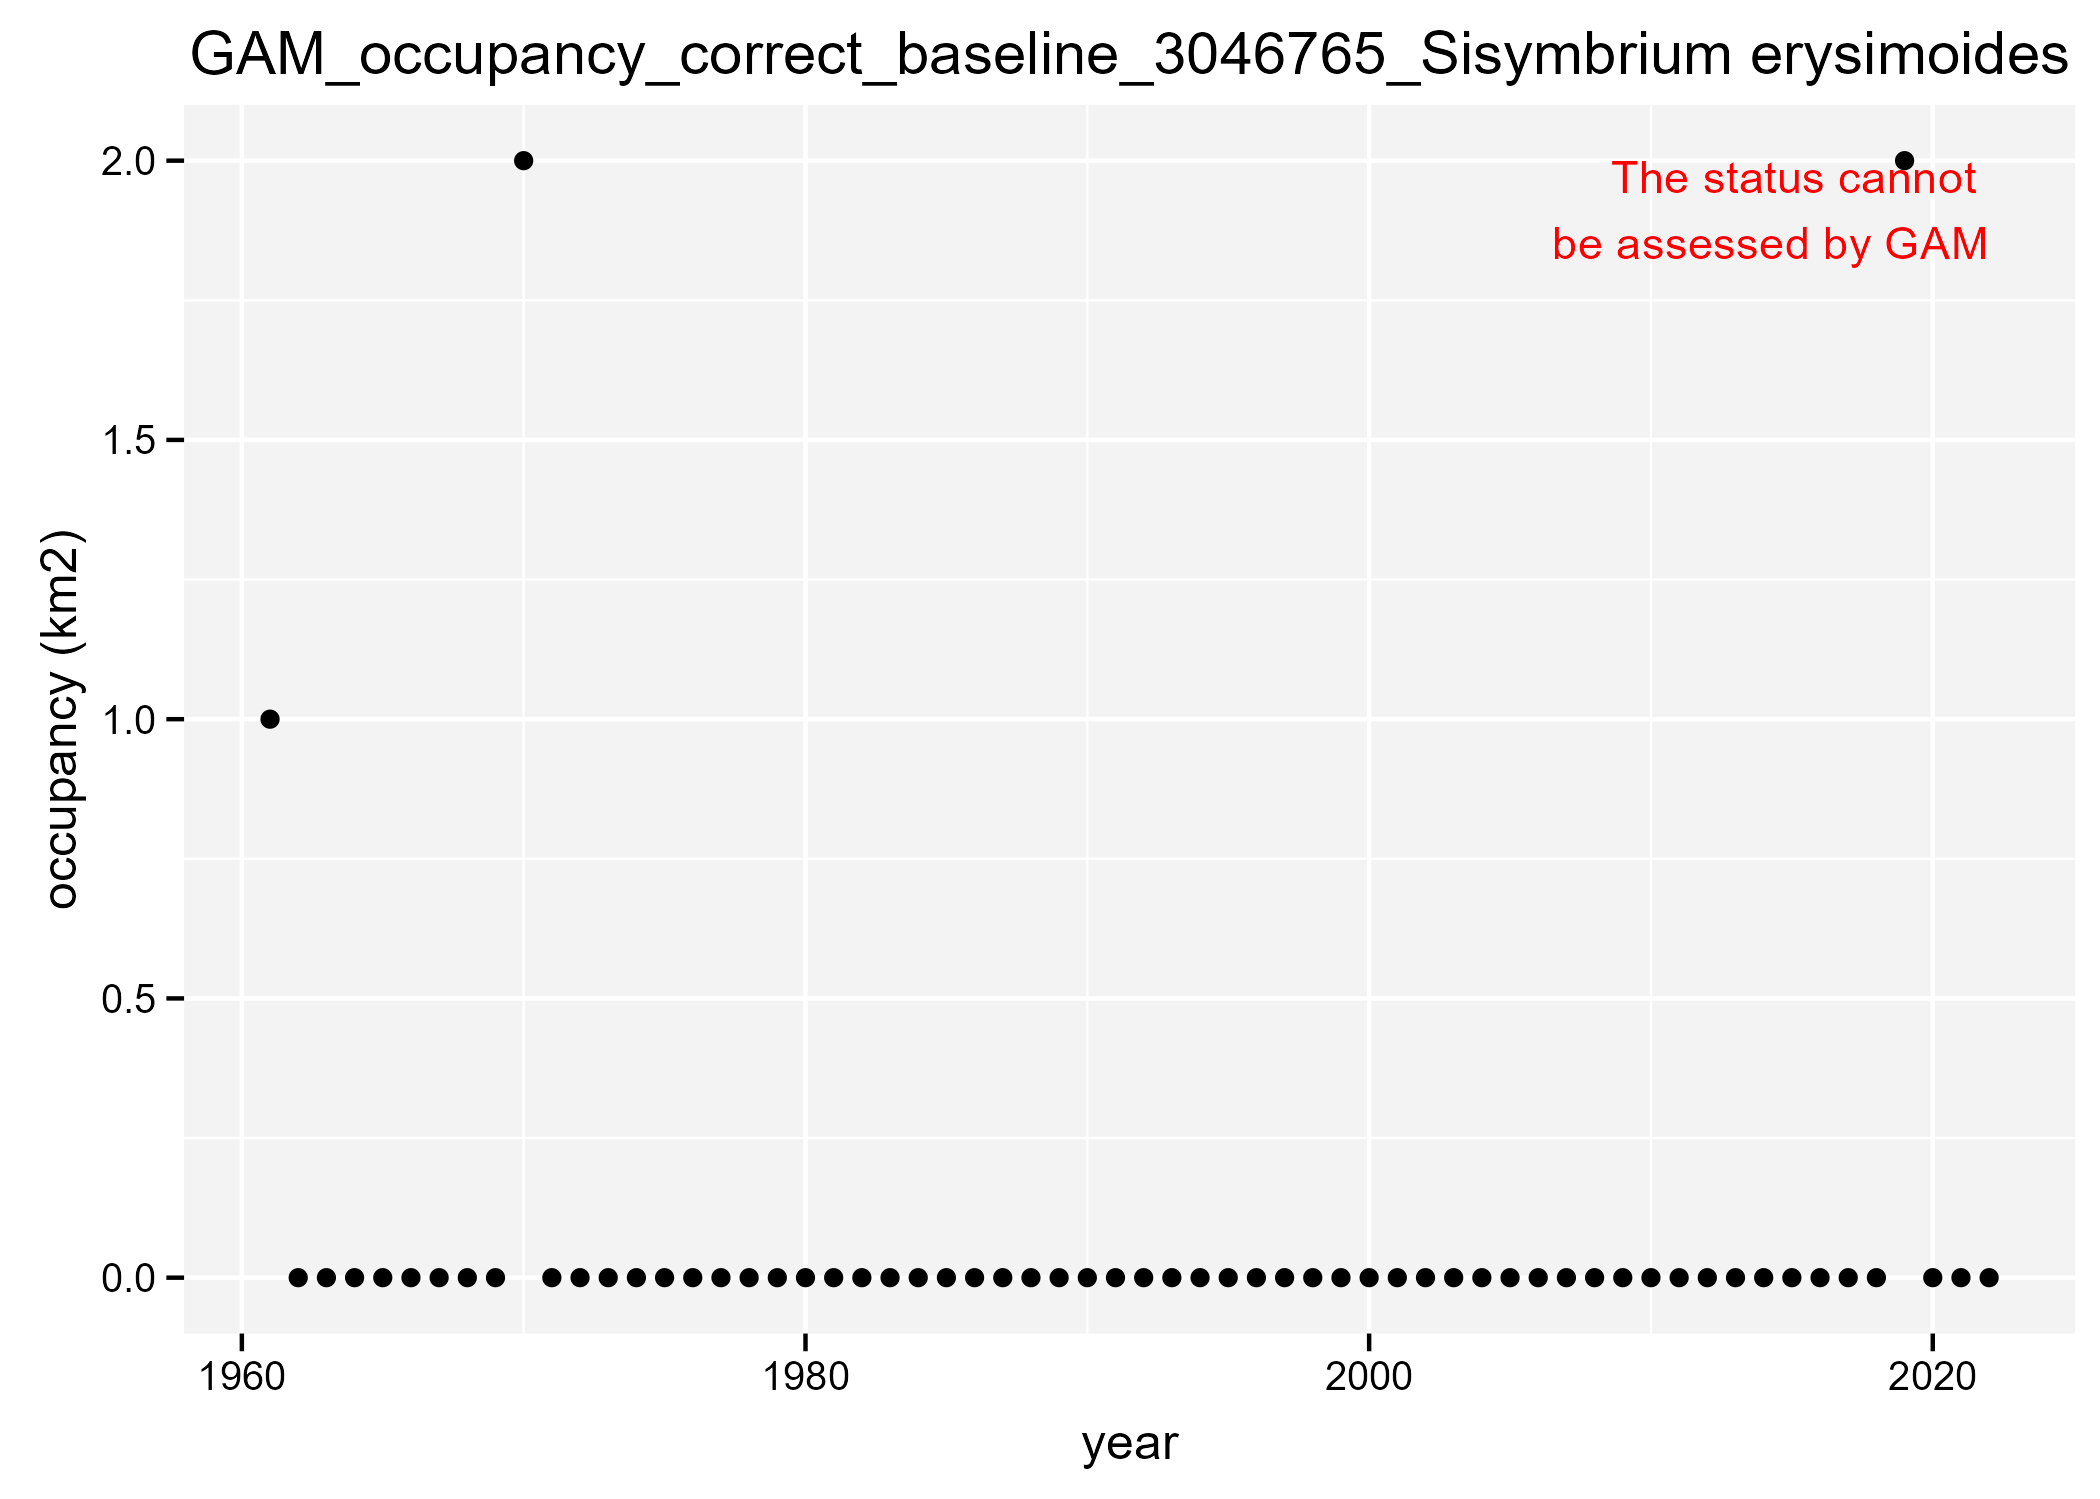 GAM_occupancy_correct_baseline_3046765_Sisymbrium erysimoides
The status cannot
be assessed by GAM
occupancy (km2)
2.0
1.5
1.0
0.5
0.0
1960
1980
2000
2020
year